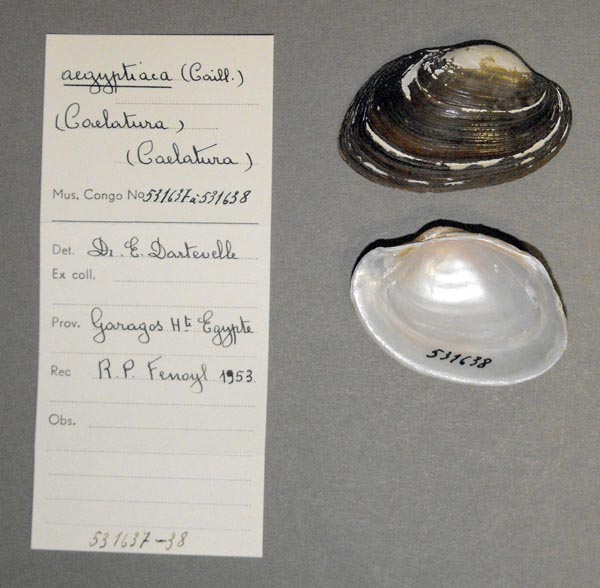 aegyptiaca (Caill.)
(Caelatura)
(Caelatura)
Mus. Congo No 531637 à 531638
Det. Dr. E. Dartevelle
Ex coll.
Prov. Garagos Hte Egypte
Rec R.P. Fenoyl 1953
Obs.
531637-38
531638